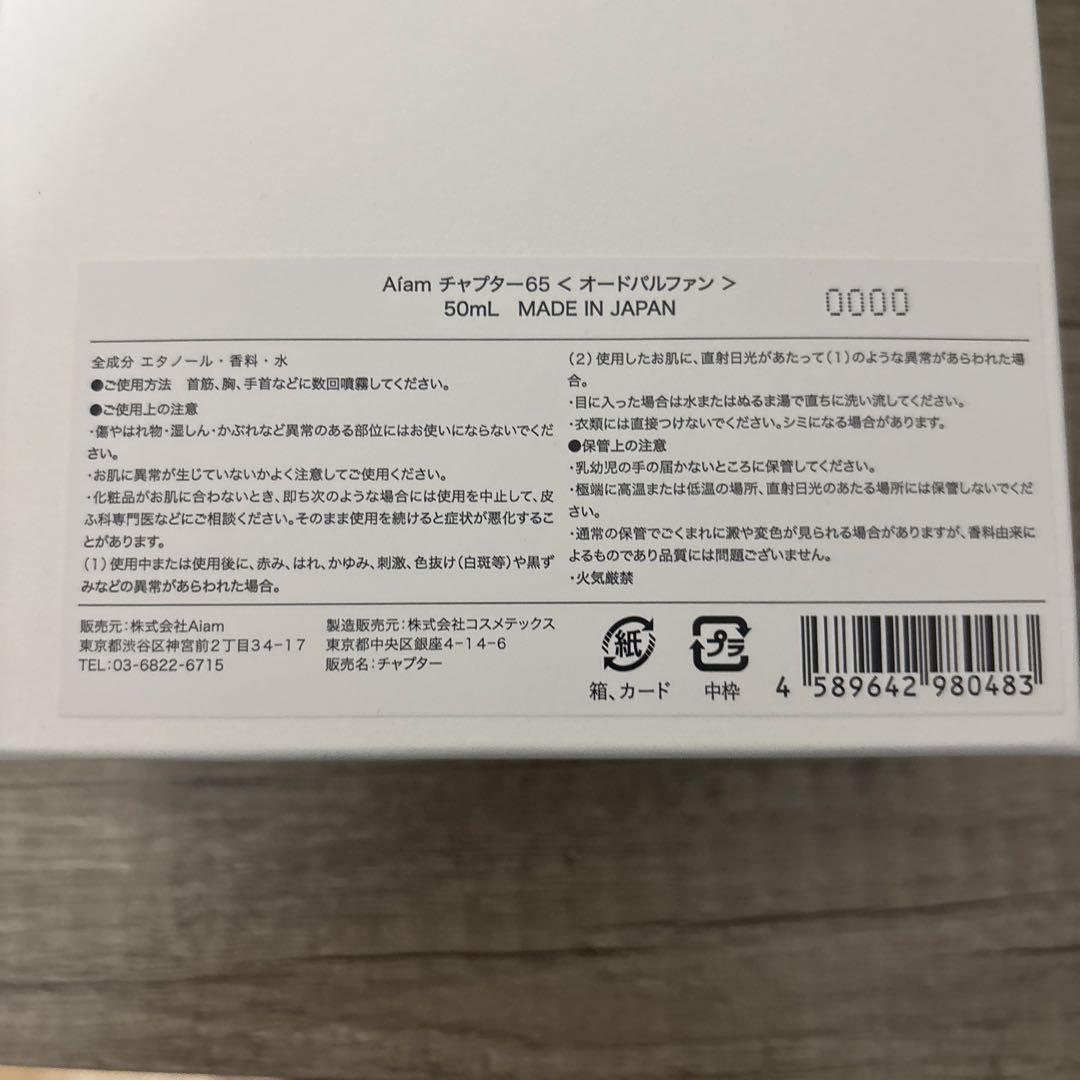 Aíam チャプター65 < オードパルファン >
50mL MADE IN JAPAN
0000
全成分 エタノール・香料・水
●ご使用方法 首筋、胸、手首などに数回噴霧してください。
●ご使用上の注意
・傷やはれ物・湿しん・かぶれなど異常のある部位にはお使いにならないでくだ
さい。
・お肌に異常が生じていないかよく注意してご使用ください。
・化粧品がお肌に合わないとき、即ち次のような場合には使用を中止して、皮
ふ科専門医などにご相談ください。そのまま使用を続けると症状が悪化するこ
とがあります。
(1)使用中または使用後に、赤み、はれ、かゆみ、刺激、色抜け(白斑等)や黒ず
みなどの異常があらわれた場合。
(2)使用したお肌に、直射日光があたって(1)のような異常があらわれた場
合。
・目に入った場合は水またはぬるま湯で直ちに洗い流してください。
・衣類には直接つけないでください。シミになる場合があります。
●保管上の注意
・乳幼児の手の届かないところに保管してください。
・極端に高温または低温の場所、直射日光のあたる場所には保管しないでくだ
さい。
・通常の保管でごくまれに澱や変色が見られる場合がありますが、香料由来に
よるものであり品質には問題ございません。
・火気厳禁
販売元:株式会社Aiam
東京都渋谷区神宮前2丁目34-17
TEL:03-6822-6715
製造販売元:株式会社コスメテックス
東京都中央区銀座4-14-6
販売名:チャプター
紙
箱、カード
プラ
中枠
4 589642 980483